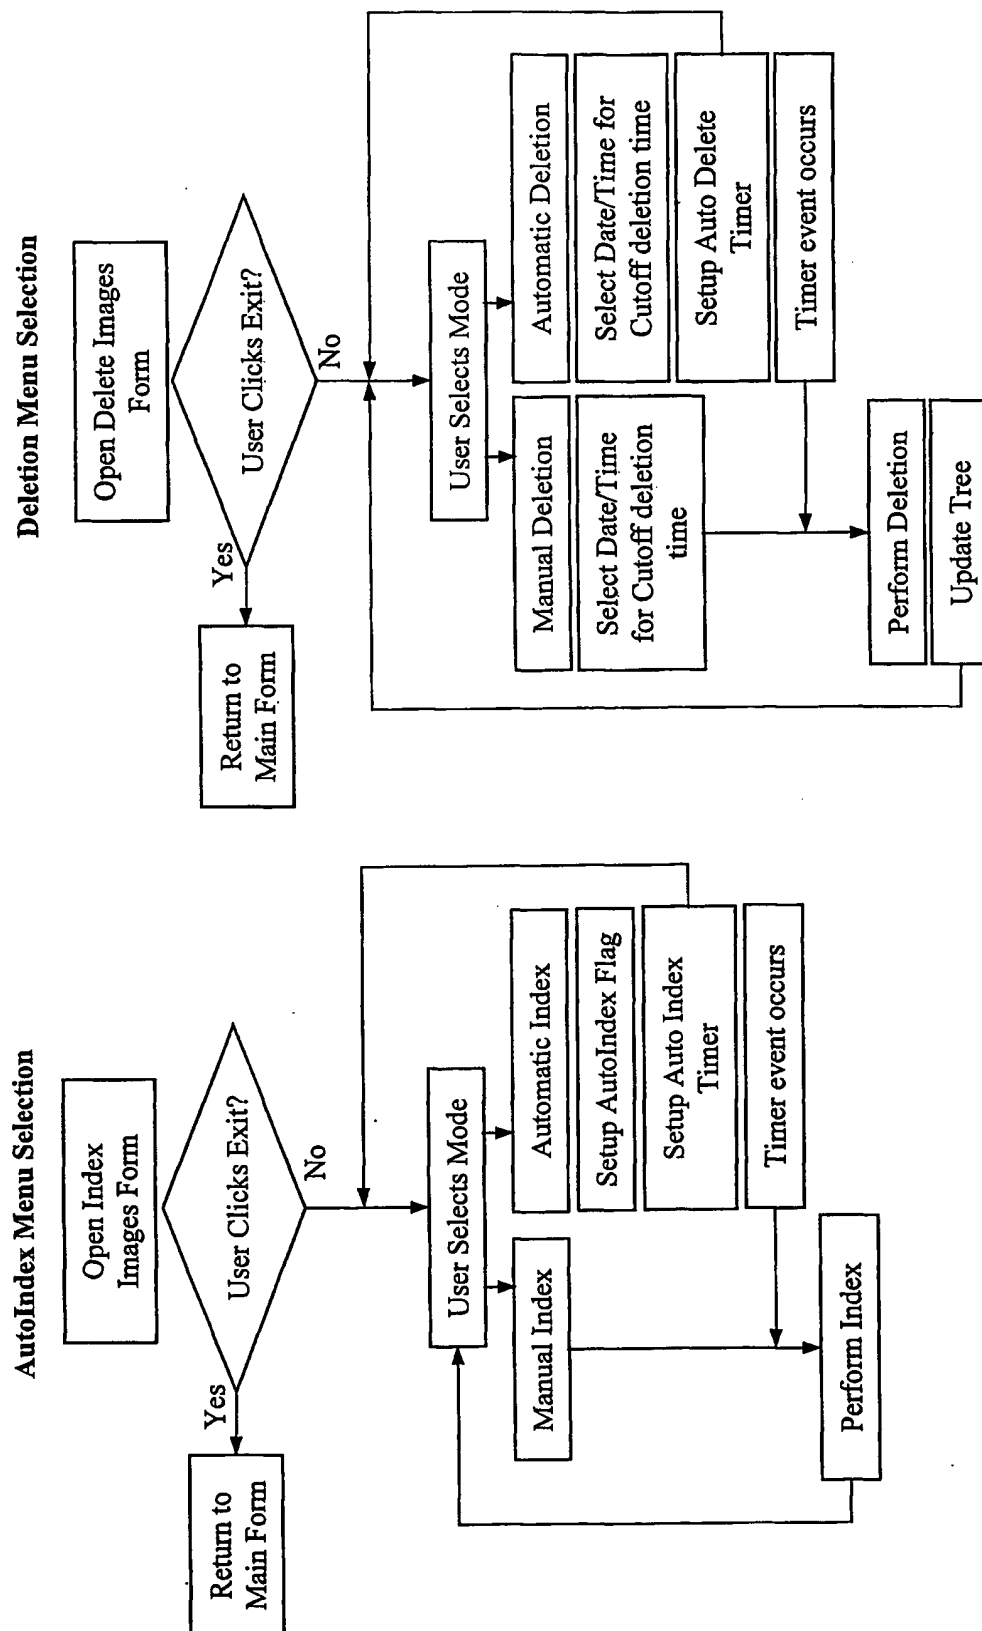 AutoIndex Menu Selection
Open Index
Images Form
User Clicks Exit?
Yes
No
Return to
Main Form
User Selects Mode
Manual Index
Automatic Index
Setup AutoIndex Flag
Setup Auto Index
Timer
Timer event occurs
Perform Index
Deletion Menu Selection
Open Delete Images
Form
User Clicks Exit?
Yes
No
Return to
Main Form
User Selects Mode
Manual Deletion
Select Date/Time
for Cutoff deletion
time
Automatic Deletion
Select Date/Time for
Cutoff deletion time
Setup Auto Delete
Timer
Timer event occurs
Perform Deletion
Update Tree